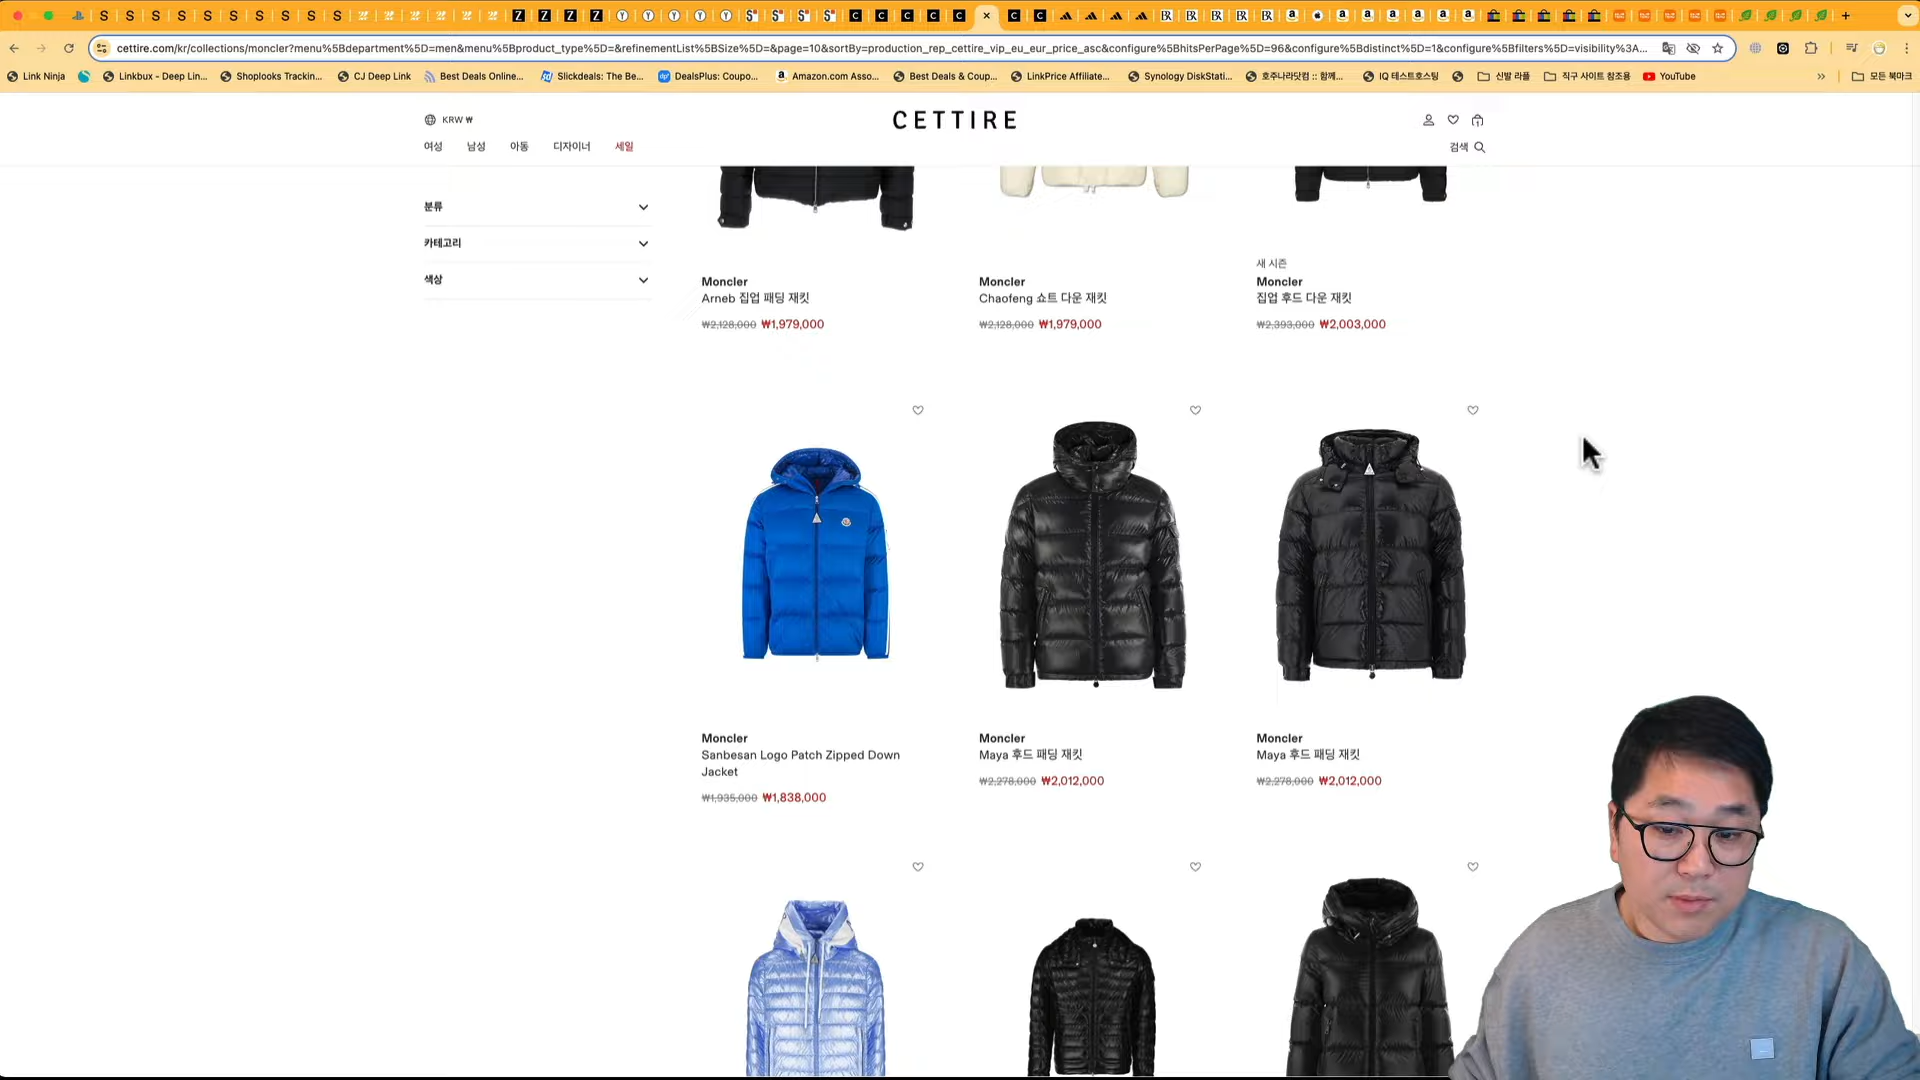 cettire.com/kr/collections/moncler?menu%5Bdepartment%5D=men&menu%5Bproduct_type%5D=&refinementList%5BSize%5D=&page=10&sortBy=production_rep_cettire_vip_eu_eur_price_asc&configure%5BhitsPerPage%5D=96&configure%5Bdistinct%5D=1&configure%5Bfilters%5D=visibility%3A...
Link Ninja Linkbux - Deep Lin... Shoplooks Trackin... CJ Deep Link Best Deals Online... Slickdeals: The Be... DealsPlus: Coupo... Amazon.com Asso... Best Deals & Coup... LinkPrice Affiliate... Synology DiskStati... 호주나라닷컴 :: 함께... IQ 테스트호스팅 신발 라플 직구 사이트 참조용 YouTube » 모든 북마크
KRW ₩
CETTIRE
여성 남성 아동 디자이너 세일
검색
분류
카테고리
색상
Moncler
Arneb 집업 패딩 재킷
₩2,128,000 ₩1,979,000
Moncler
Chaofeng 쇼트 다운 재킷
₩2,128,000 ₩1,979,000
새 시즌
Moncler
집업 후드 다운 재킷
₩2,393,000 ₩2,003,000
Moncler
Sanbesan Logo Patch Zipped Down
Jacket
₩1,935,000 ₩1,838,000
Moncler
Maya 후드 패딩 재킷
₩2,278,000 ₩2,012,000
Moncler
Maya 후드 패딩 재킷
₩2,278,000 ₩2,012,000